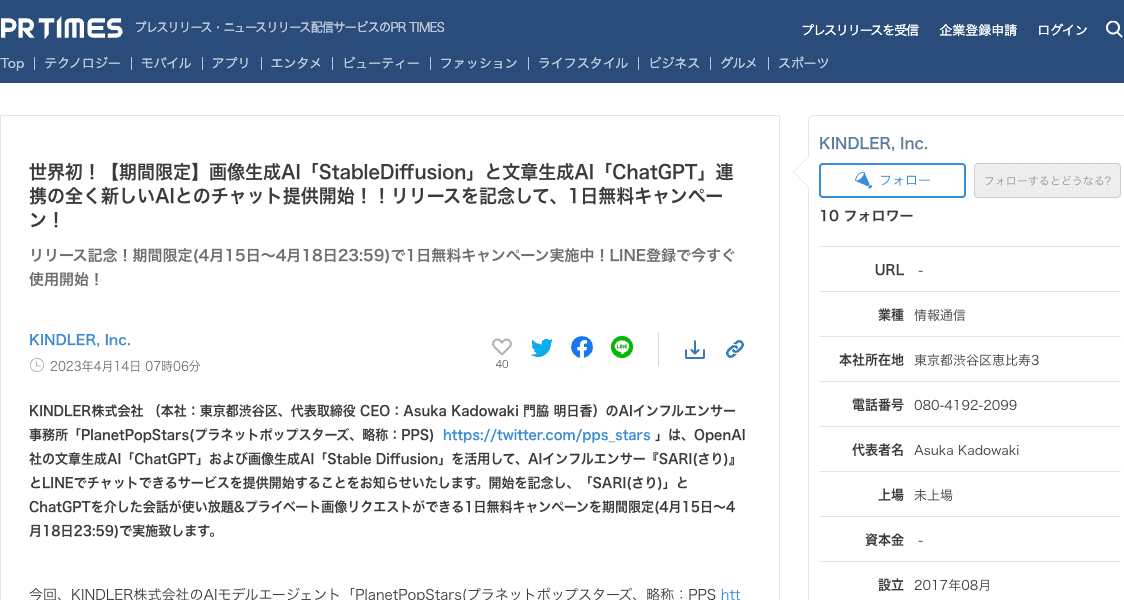 PR TIMES プレスリリース・ニュースリリース配信サービスのPR TIMES
プレスリリースを受信 企業登録申請 ログイン
Top | テクノロジー | モバイル | アプリ | エンタメ | ビューティー | ファッション | ライフスタイル | ビジネス | グルメ | スポーツ
世界初！【期間限定】画像生成AI「StableDiffusion」と文章生成AI「ChatGPT」連
携の全く新しいAIとのチャット提供開始！！リリースを記念して、1日無料キャンペー
ン！
リリース記念！期間限定(4月15日〜4月18日23:59)で1日無料キャンペーン実施中！LINE登録で今すぐ
使用開始！
KINDLER, Inc.
2023年4月14日 07時06分
40
LINE
KINDLER株式会社 （本社：東京都渋谷区、代表取締役 CEO：Asuka Kadowaki 門脇 明日香）のAIインフルエンサー
事務所「PlanetPopStars(プラネットポップスターズ、略称：PPS) https://twitter.com/pps_stars 」は、OpenAI
社の文章生成AI「ChatGPT」および画像生成AI「Stable Diffusion」を活用して、AIインフルエンサー『SARI(さり)』
とLINEでチャットできるサービスを提供開始することをお知らせいたします。開始を記念し、「SARI(さり)」と
ChatGPTを介した会話が使い放題&プライベート画像リクエストができる1日無料キャンペーンを期間限定(4月15日〜4
月18日23:59)で実施致します。
今回、KINDLER株式会社のAIモデルエージェント「PlanetPopStars(プラネットポップスターズ、略称：PPS htt
KINDLER, Inc.
フォロー フォローするとどうなる?
10 フォロワー
URL -
業種 情報通信
本社所在地 東京都渋谷区恵比寿3
電話番号 080-4192-2099
代表者名 Asuka Kadowaki
上場 未上場
資本金 -
設立 2017年08月